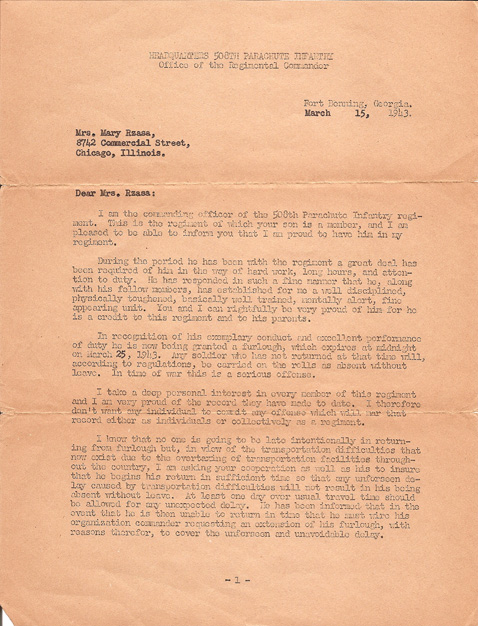 HEADQUARTERS 508TH PARACHUTE INFANTRY
Office of the Regimental Commander
Fort Benning, Georgia.
March 15, 1943.
Mrs. Mary Rzasa,
8742 Commercial Street,
Chicago, Illinois.
Dear Mrs. Rzasa:
I am the commanding officer of the 508th Parachute Infantry regi-
ment. This is the regiment of which your son is a member, and I am
pleased to be able to inform you that I am proud to have him in my
regiment.
During the period he has been with the regiment a great deal has
been required of him in the way of hard work, long hours, and atten-
tion to duty. He has responded in such a fine manner that he, along
with his fellow members, has established for me a well disciplined,
physically toughened, basically well trained, mentally alert, fine
appearing unit. You and I can rightfully be very proud of him for he
is a credit to this regiment and to his parents.
In recognition of his exemplary conduct and excellent performance
of duty he is now being granted a furlough, which expires at midnight
on March 25, 1943. Any soldier who has not returned at that time will,
according to regulations, be carried on the rolls as absent without
leave. In time of war this is a serious offense.
I take a deep personal interest in every member of this regiment
and I am very proud of the record they have made to date. I therefore
don't want any individual to commit any offense which will mar that
record either as individuals or collectively as a regiment.
I know that no one is going to be late intentionally in return-
ing from furlough but, in view of the transportation difficulties that
now exist due to the overtaxing of transportation facilities through-
out the country, I am asking your cooperation as well as his to insure
that he begins his return in sufficient time so that any unforseen de-
lay caused by transportation difficulties will not result in his being
absent without leave. At least one day over usual travel time should
be allowed for any unexpected delay. He has been informed that in the
event that he is then unable to return in time that he must wire his
organization commander requesting an extension of his furlough, with
reasons therefor, to cover the unforseen and unavoidable delay.
- 1 -